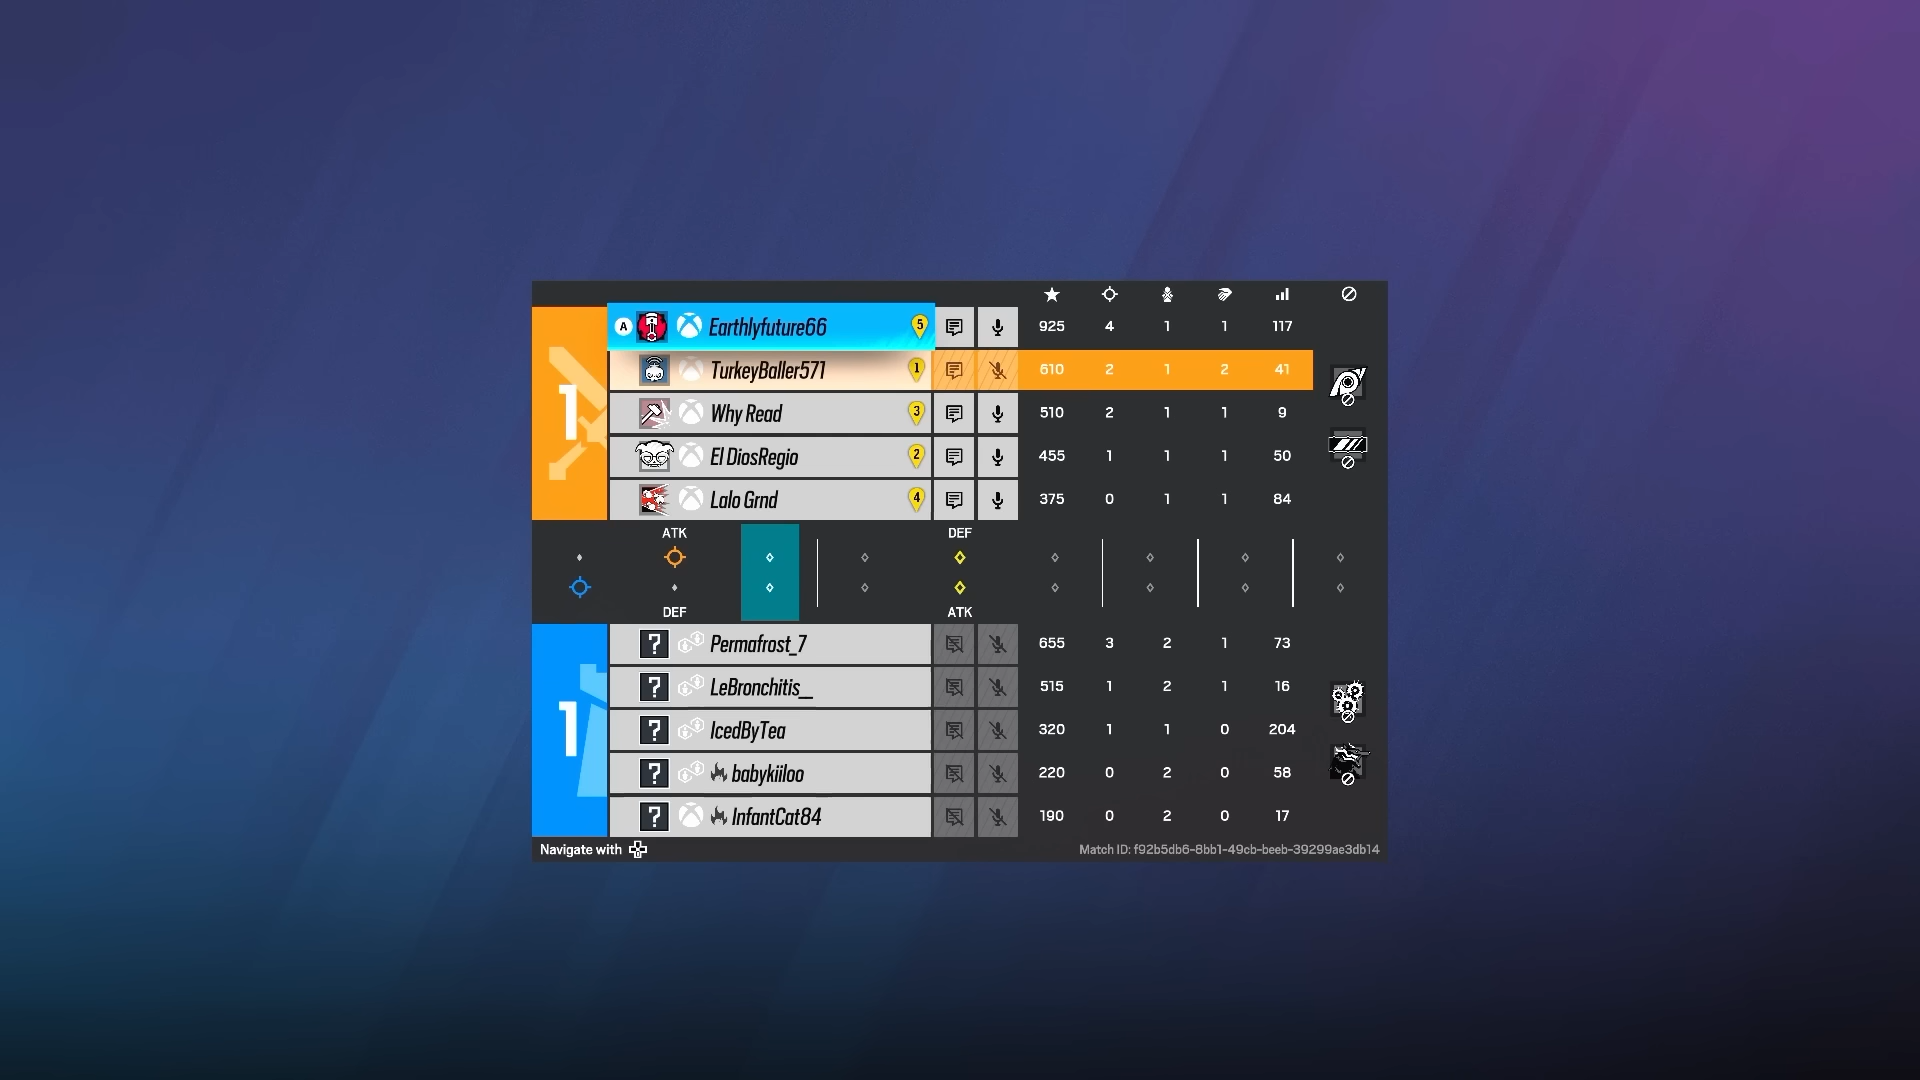 A Earthlyfuture66 5 925 4 1 1 117
TurkeyBaller571 1 610 2 1 2 41
1
Why Read 3 510 2 1 1 9
El DiosRegio 2 455 1 1 1 50
Lalo Grnd 4 375 0 1 1 84
ATK DEF
DEF ATK
Permafrost_7 655 3 2 1 73
? LeBronchitis__ 515 1 2 1 16
1
? IcedByTea 320 1 1 0 204
? babykiiloo 220 0 2 0 58
? InfantCat84 190 0 2 0 17
Navigate with Match ID: f92b5db6-8bb1-49cb-beeb-39299ae3db14